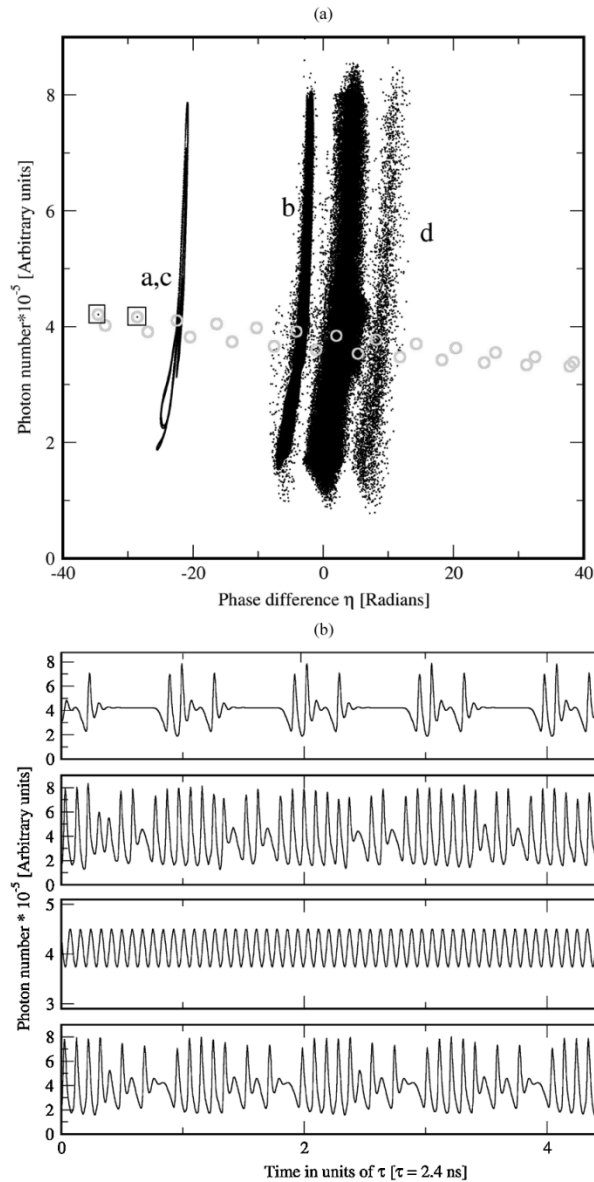 (a)
Photon number*10^-5 [Arbitrary units]
8
6
4
2
0
a,c
b
d
-40 -20 0 20 40
Phase difference η [Radians]
(b)
Photon number * 10^-5 [Arbitrary units]
8
6
4
2
0
8
6
4
2
0
5
4
3
8
6
4
2
0
0 2 4
Time in units of τ [τ = 2.4 ns]